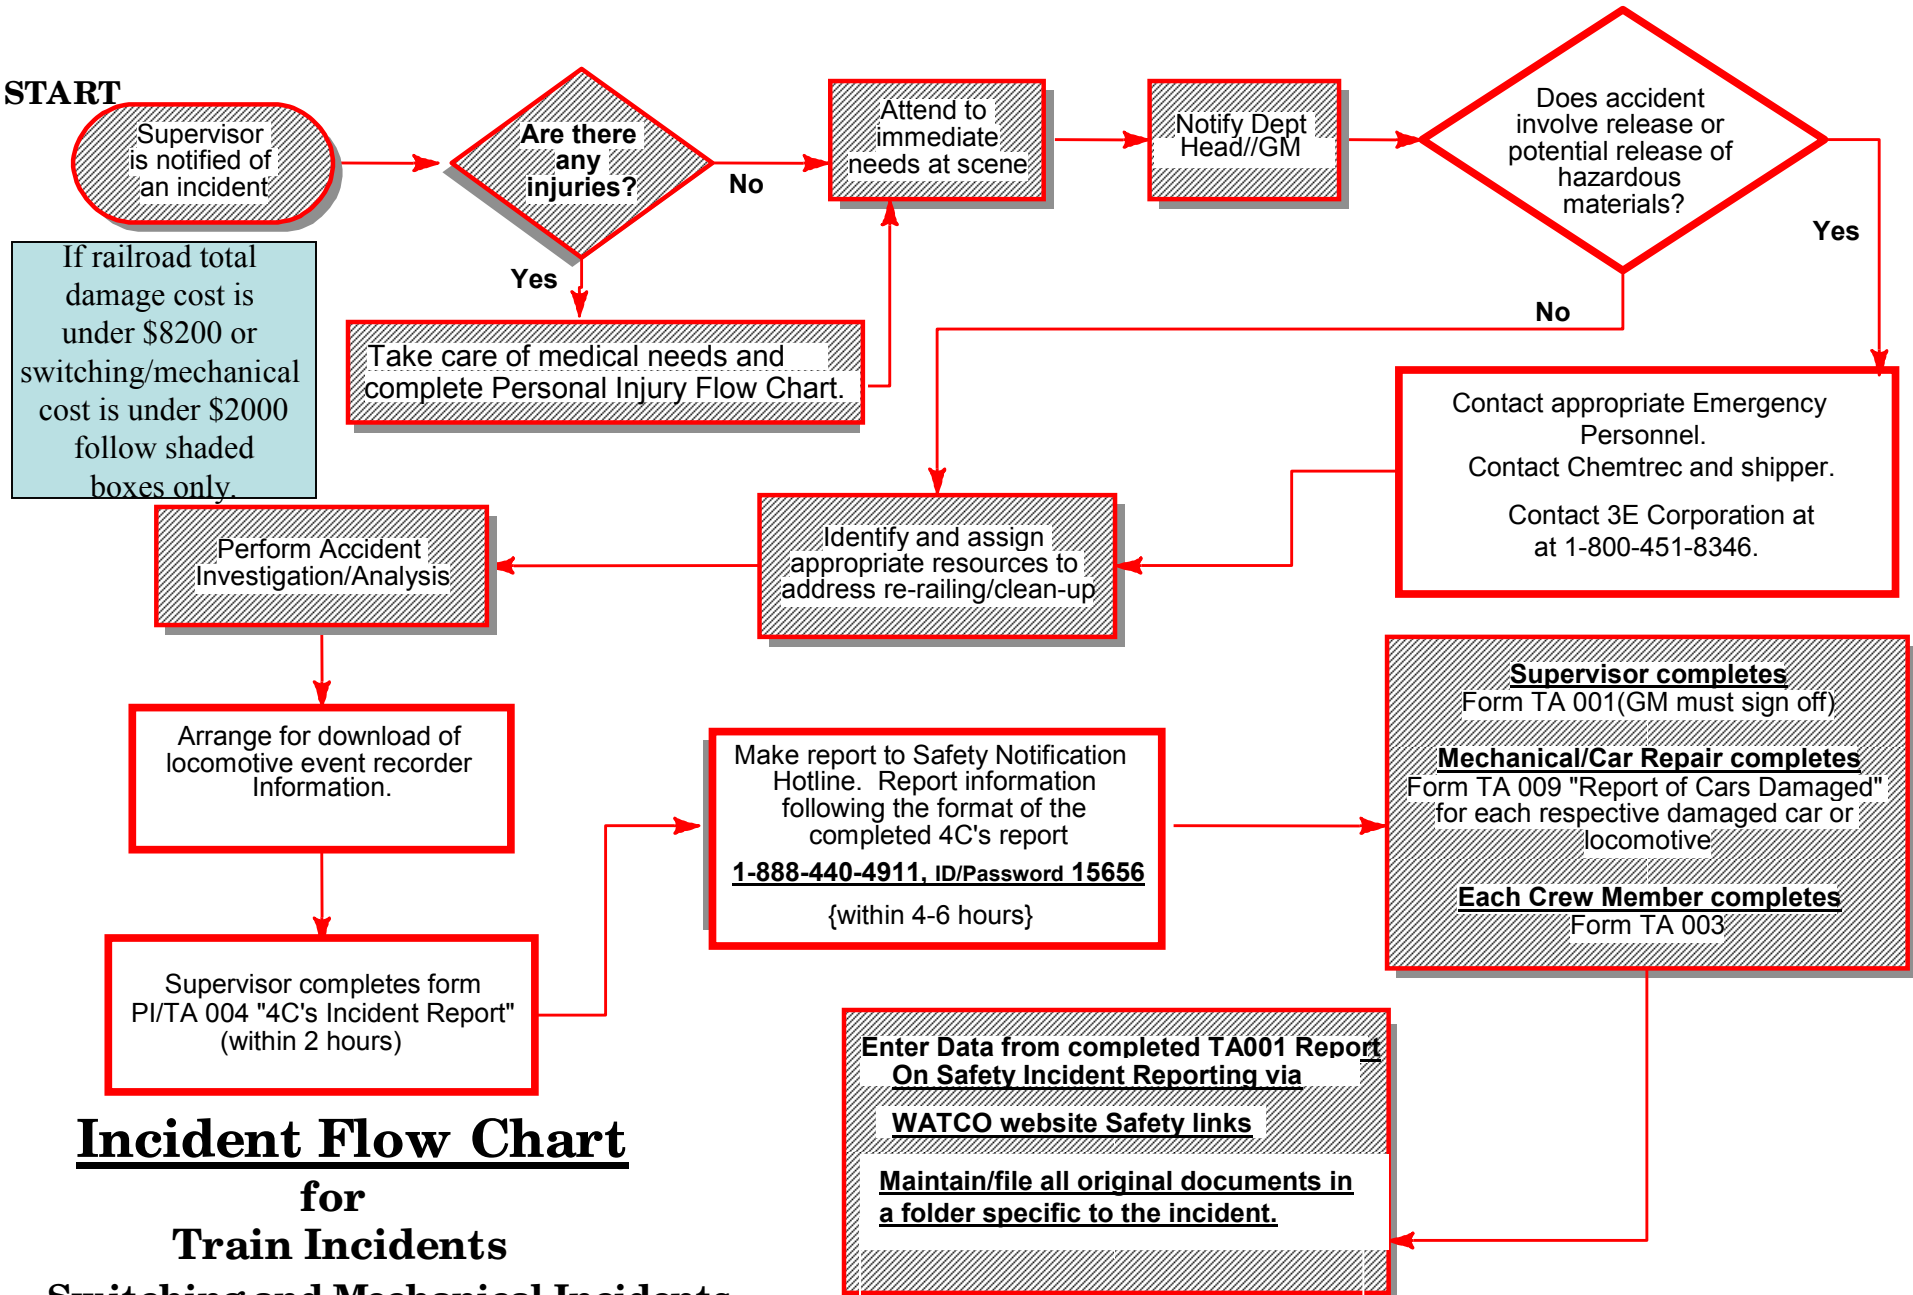 START
Supervisor
is notified of
an incident
Are there
any
injuries?
No
Yes
Attend to
immediate
needs at scene
Notify Dept
Head//GM
Does accident
involve release or
potential release of
hazardous
materials?
Yes
No
If railroad total
damage cost is
under $8200 or
switching/mechanical
cost is under $2000
follow shaded
boxes only.
Take care of medical needs and
complete Personal Injury Flow Chart.
Contact appropriate Emergency
Personnel.
Contact Chemtrec and shipper.
Contact 3E Corporation at
at 1-800-451-8346.
Identify and assign
appropriate resources to
address re-railing/clean-up
Perform Accident
Investigation/Analysis
Arrange for download of
locomotive event recorder
Information.
Supervisor completes form
PI/TA 004 "4C's Incident Report"
(within 2 hours)
Make report to Safety Notification
Hotline. Report information
following the format of the
completed 4C's report
1-888-440-4911, ID/Password 15656
{within 4-6 hours}
Supervisor completes
Form TA 001(GM must sign off)
Mechanical/Car Repair completes
Form TA 009 "Report of Cars Damaged"
for each respective damaged car or
locomotive
Each Crew Member completes
Form TA 003
Enter Data from completed TA001 Report
On Safety Incident Reporting via
WATCO website Safety links
Maintain/file all original documents in
a folder specific to the incident.
Incident Flow Chart
for
Train Incidents
Switching and Mechanical Incidents